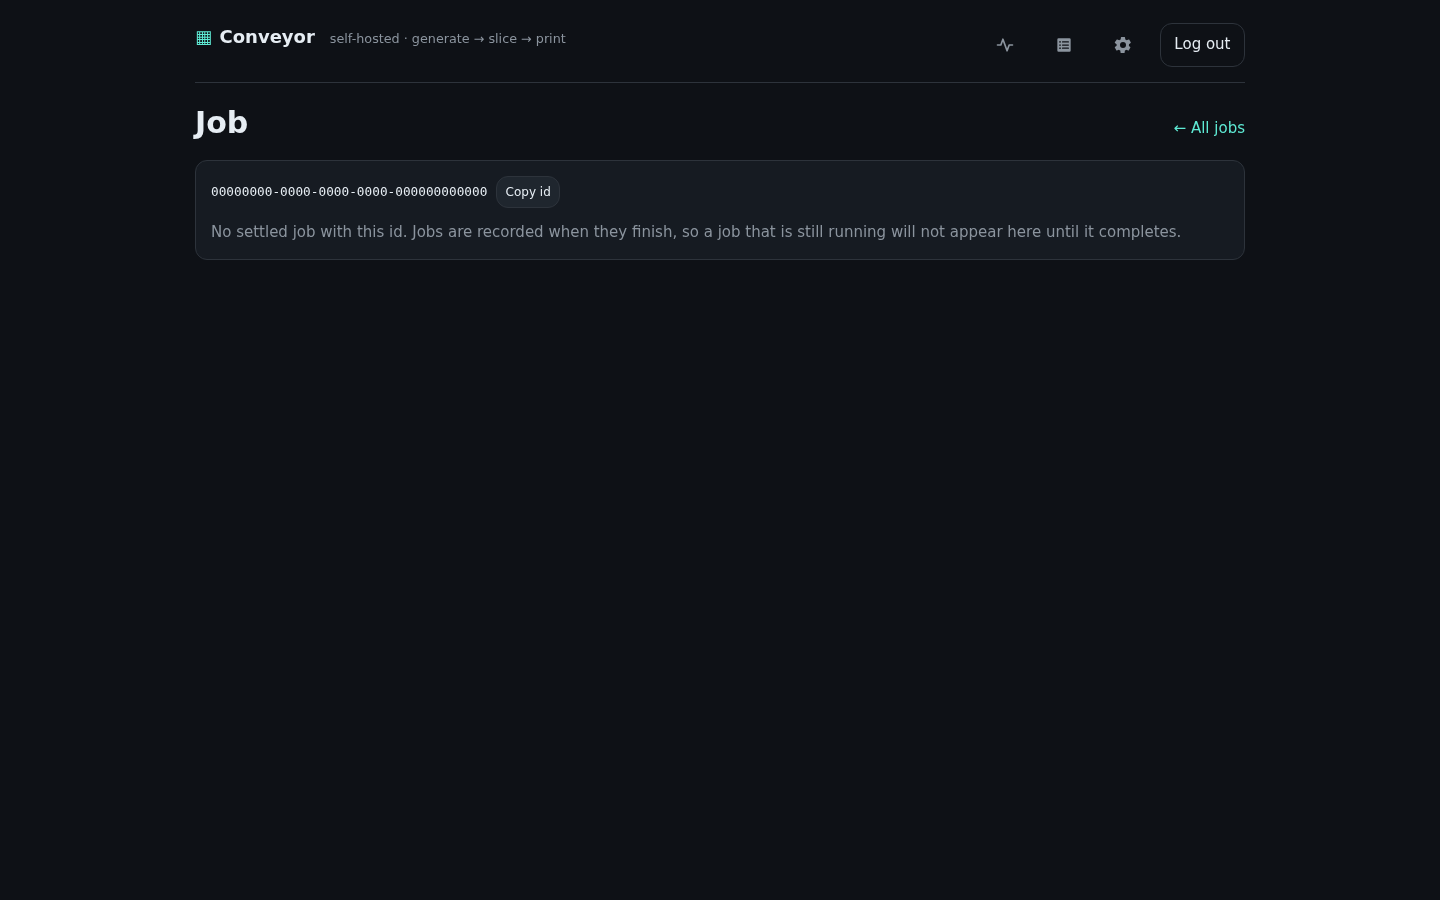 Conveyor self-hosted · generate → slice → print
Log out
Job
← All jobs
00000000-0000-0000-0000-000000000000 Copy id
No settled job with this id. Jobs are recorded when they finish, so a job that is still running will not appear here until it completes.